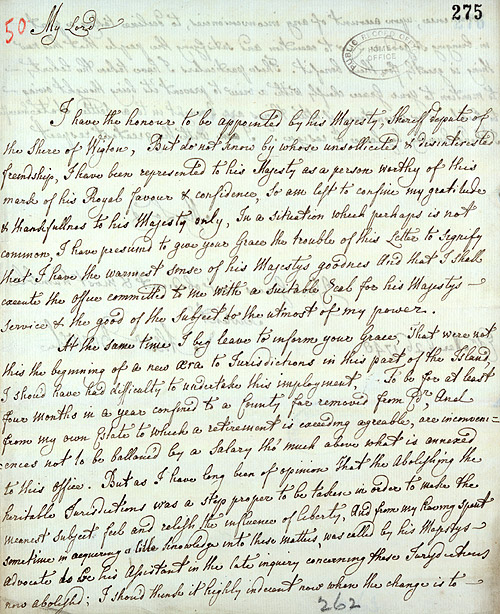 275
50 My Lord
PUBLIC RECORD OFFICE
I have the honour to be appointed by his Majesty, Sheriff depute of
the Shire of Wigton, But do not know by whose unsollicited & disinterested
freindship, I have been represented to his Majesty as a person worthy of this
mark of his Royal favour & confidence, So am left to confine my gratitude
& thankfullness to his Majesty only, In a situation which perhaps is not
common, I have presumed to give your Grace the trouble of this Letter to signify
that I have the warmest sense of his Majestys goodness And that I shall
execute the office committed to me with a suitable Zeal for his Majestys
Service & the good of the Subject to the utmost of my power.
At the same time I beg leave to inform your Grace, That were not
this the beginning of a new Æra to Jurisdictions in this part of the Island,
I should have had difficulty to undertake this imployment, To be for at least
four months in a year confined to a County far removed from Edr, And
from my own Estate to which a retirement is exceeding agreable, are inconveni=
ences not to be ballanced by a Salary tho' much above what is annexed
to this office. But as I have long been of opinion That the Abolishing the
heritable Jurisdictions was a step proper to be taken in order to make the
meanest Subject feel and relish the influence of liberty, And from my having spent
sometime in acquiring a little knowledge into these matters, was called by his Majestys
advocate to be his Assistant in the late inquiry concerning these Jurisdictions
now abolished; I should think it highly indecent now when the change is to
262